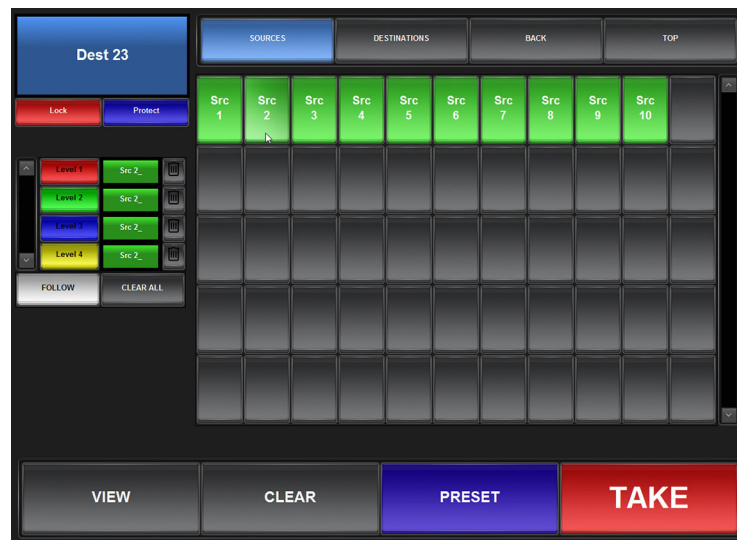 Dest 23
SOURCES
DESTINATIONS
BACK
TOP
Lock
Protect
Src 1
Src 2
Src 3
Src 4
Src 5
Src 6
Src 7
Src 8
Src 9
Src 10
Level 1
Src 2_
Level 2
Src 2_
Level 3
Src 2_
Level 4
Src 2_
FOLLOW
CLEAR ALL
VIEW
CLEAR
PRESET
TAKE